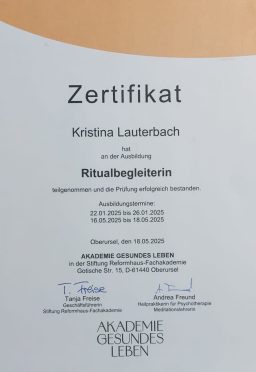 Zertifikat
Kristina Lauterbach
hat
an der Ausbildung
Ritualbegleiterin
teilgenommen und die Prüfung erfolgreich bestanden.
Ausbildungstermine:
22.01.2025 bis 26.01.2025
16.05.2025 bis 18.05.2025
Oberursel, den 18.05.2025
AKADEMIE GESUNDES LEBEN
in der Stiftung Reformhaus-Fachakademie
Gotische Str. 15, D-61440 Oberursel
T. Freise
Tanja Freise
Geschäftsführerin
Stiftung Reformhaus-Fachakademie
Andrea Freund
Heilpraktikerin für Psychotherapie
Meditationslehrerin
AKADEMIE
GESUNDES
LEBEN